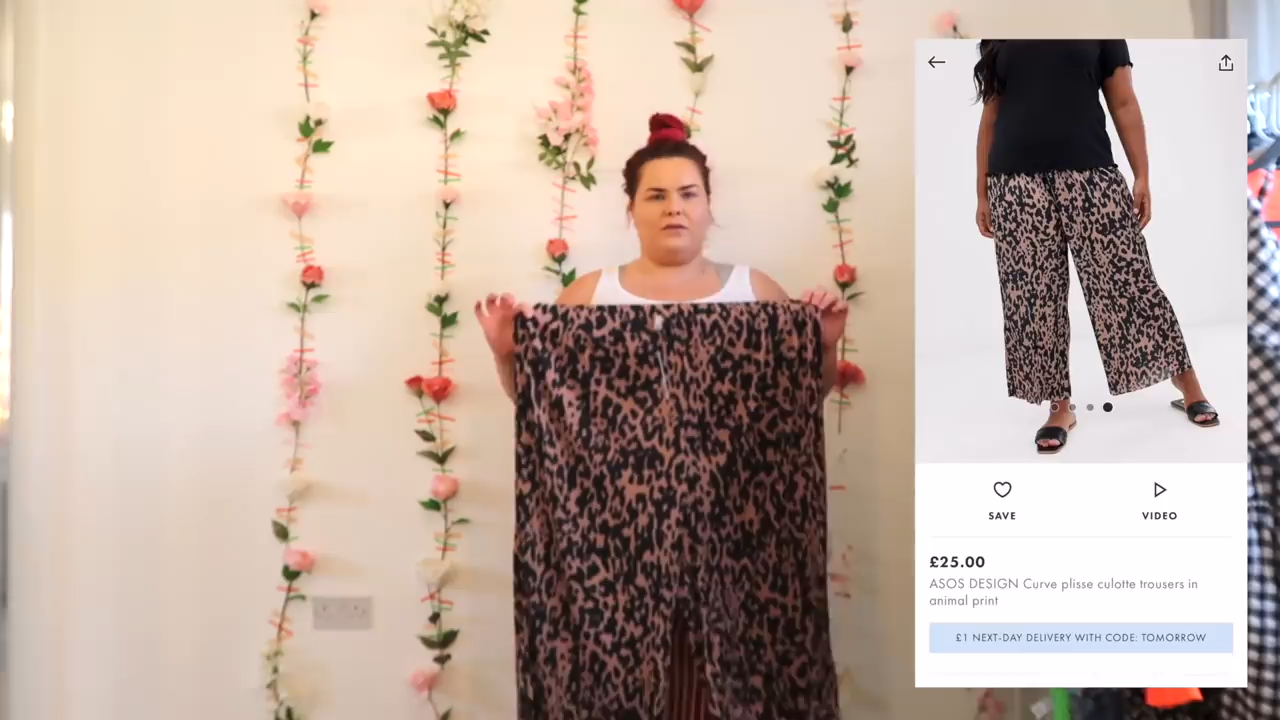 SAVE
VIDEO
£25.00
ASOS DESIGN Curve plisse culotte trousers in
animal print
£1 NEXT-DAY DELIVERY WITH CODE: TOMORROW